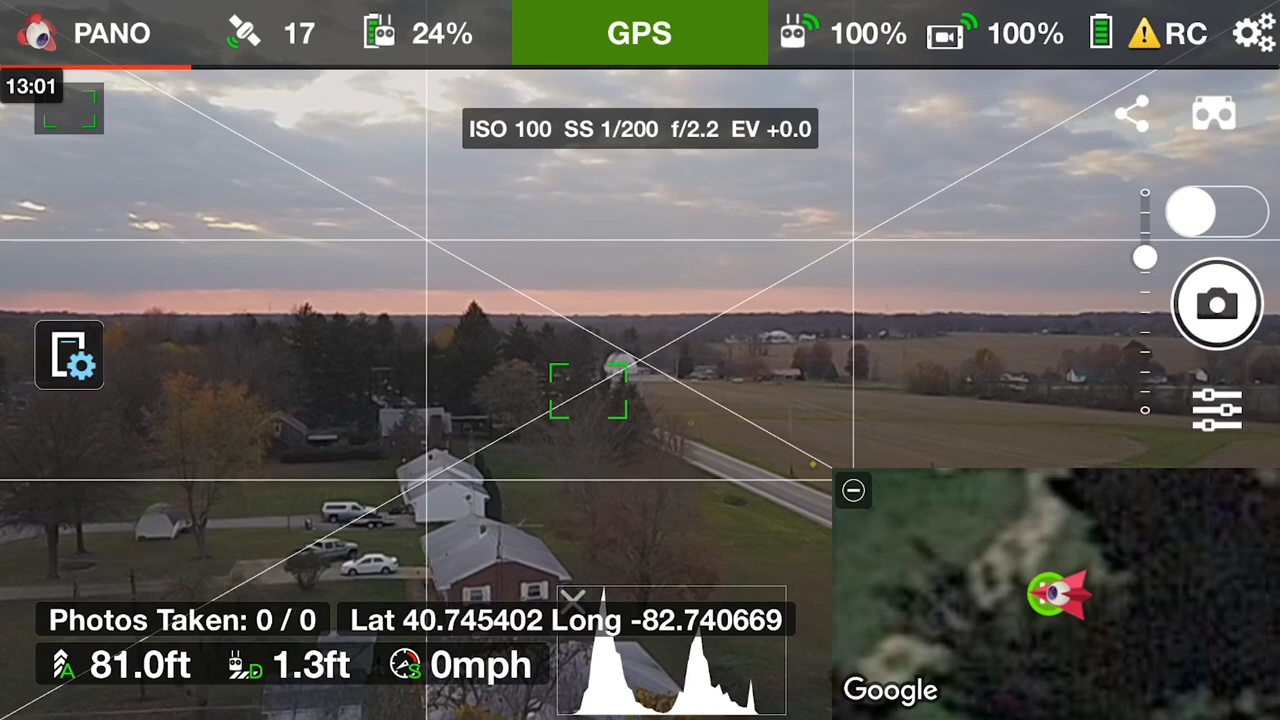 PANO 17 24% GPS 100% 100% RC
13:01
ISO 100 SS 1/200 f/2.2 EV +0.0
Photos Taken: 0 / 0 Lat 40.745402 Long -82.740669
A 81.0ft D 1.3ft S 0mph
H
Google